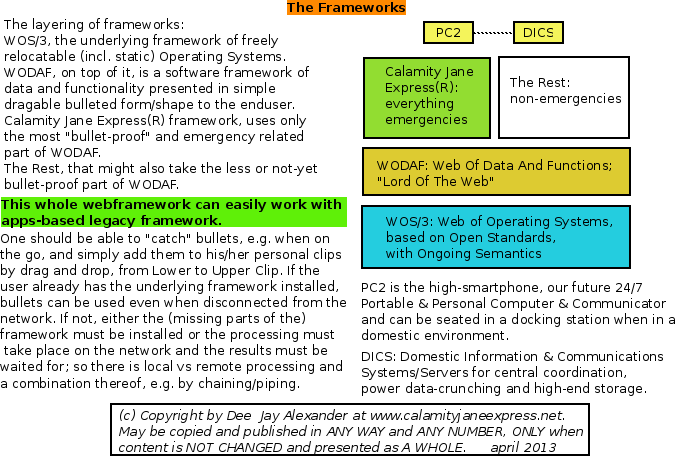 The Frameworks
The layering of frameworks:
WOS/3, the underlying framework of freely
relocatable (incl. static) Operating Systems.
WODAF, on top of it, is a software framework of
data and functionality presented in simple
dragable bulleted form/shape to the enduser.
Calamity Jane Express(R) framework, uses only
the most "bullet-proof" and emergency related
part of WODAF.
The Rest, that might also take the less or not-yet
bullet-proof part of WODAF.
This whole webframework can easily work with
apps-based legacy framework.
One should be able to "catch" bullets, e.g. when on
the go, and simply add them to his/her personal clips
by drag and drop, from Lower to Upper Clip. If the
user already has the underlying framework installed,
bullets can be used even when disconnected from the
network. If not, either the (missing parts of the)
framework must be installed or the processing must
take place on the network and the results must be
waited for; so there is local vs remote processing and
a combination thereof, e.g. by chaining/piping.
PC2
DICS
Calamity Jane
Express(R):
everything
emergencies
The Rest:
non-emergencies
WODAF: Web Of Data And Functions;
"Lord Of The Web"
WOS/3: Web of Operating Systems,
based on Open Standards,
with Ongoing Semantics
PC2 is the high-smartphone, our future 24/7
Portable & Personal Computer & Communicator
and can be seated in a docking station when in a
domestic environment.
DICS: Domestic Information & Communications
Systems/Servers for central coordination,
power data-crunching and high-end storage.
(c) Copyright by Dee Jay Alexander at www.calamityjaneexpress.net.
May be copied and published in ANY WAY and ANY NUMBER, ONLY when
content is NOT CHANGED and presented as A WHOLE. april 2013